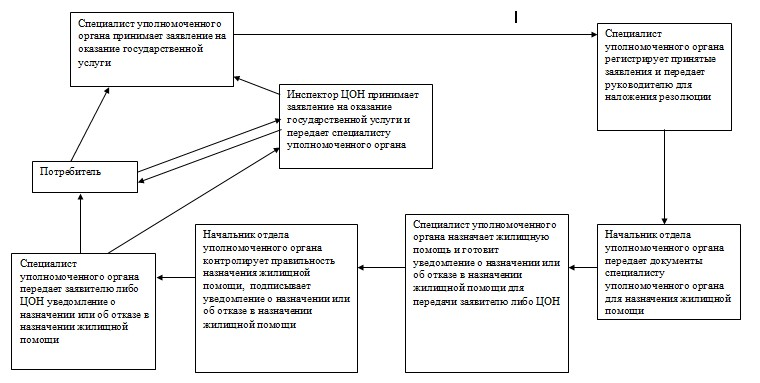 Специалист уполномоченного
органа принимает заявление на
оказание государственной
услуги
Специалист
уполномоченного органа
регистрирует принятые
заявления и передает
руководителю для
наложения резолюции
Инспектор ЦОН принимает
заявление на оказание
государственной услуги и
передает специалисту
уполномоченного органа
Потребитель
Специалист
уполномоченного органа
передает заявителю либо
ЦОН уведомление о
назначении или об отказе в
назначении жилищной
помощи
Начальник отдела
уполномоченного органа
контролирует правильность
назначения жилищной
помощи, подписывает
уведомление о назначении или
об отказе в назначении
жилищной помощи
Специалист уполномоченного
органа назначает жилищную
помощь и готовит
уведомление о назначении или
об отказе в назначении
жилищной помощи для
передачи заявителю либо ЦОН
Начальник отдела
уполномоченного органа
передает документы
специалисту
уполномоченного органа
для назначения жилищной
помощи